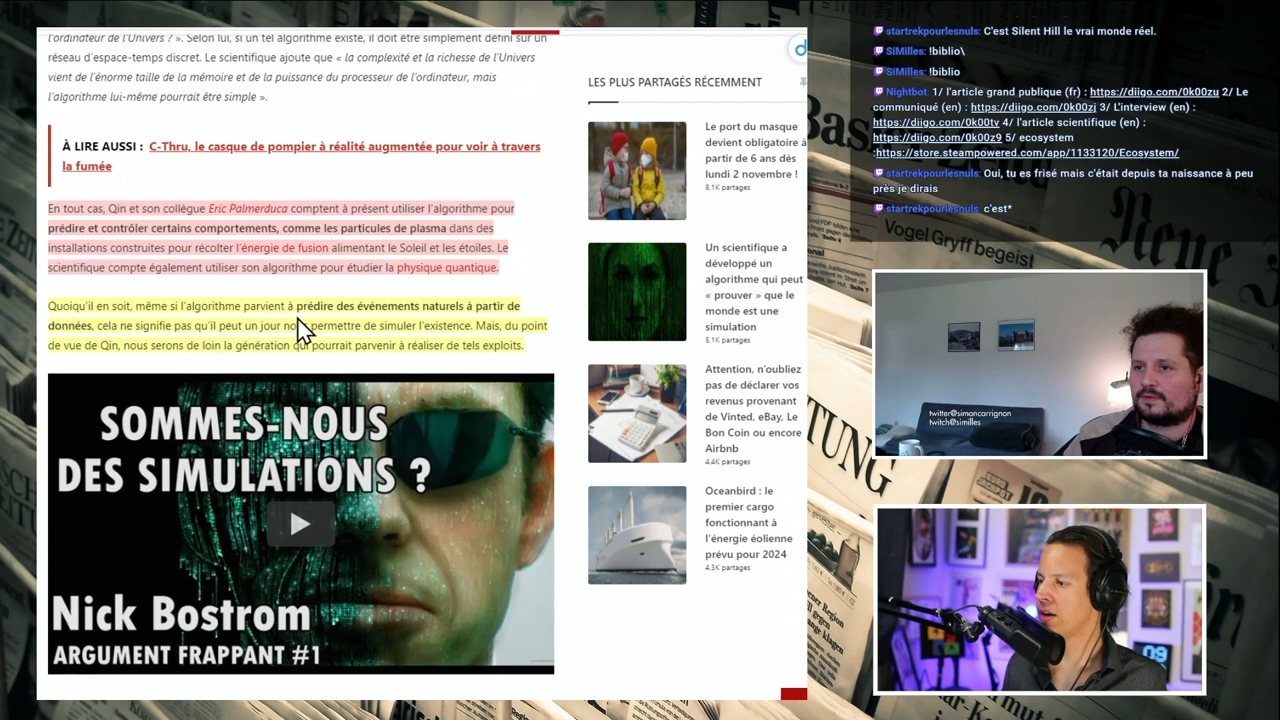 l'ordinateur de l'Univers ? ». Selon lui, si un tel algorithme existe, il doit être simplement défini sur un
réseau d'espace-temps discret. Le scientifique ajoute que « la complexité et la richesse de l'Univers
vient de l'énorme taille de la mémoire et de la puissance du processeur de l'ordinateur, mais
l'algorithme lui-même pourrait être simple ».
À LIRE AUSSI : C-Thru, le casque de pompier à réalité augmentée pour voir à travers
la fumée
En tout cas, Qin et son collègue Eric Palmerduca comptent à présent utiliser l'algorithme pour
prédire et contrôler certains comportements, comme les particules de plasma dans des
installations construites pour récolter l'énergie de fusion alimentant le Soleil et les étoiles. Le
scientifique compte également utiliser son algorithme pour étudier la physique quantique.
Quoiqu'il en soit, même si l'algorithme parvient à prédire des événements naturels à partir de
données, cela ne signifie pas qu'il peut un jour permettre de simuler l'existence. Mais, du point
de vue de Qin, nous serons de loin la génération qui pourrait parvenir à réaliser de tels exploits.
SOMMES-NOUS
DES SIMULATIONS ?
Nick Bostrom
ARGUMENT FRAPPANT #1
LES PLUS PARTAGÉS RÉCEMMENT
d
Le port du masque
devient obligatoire à
partir de 6 ans dès
lundi 2 novembre !
8,1K partages
Un scientifique a
développé un
algorithme qui peut
« prouver » que le
monde est une
simulation
5,1K partages
Attention, n'oubliez
pas de déclarer vos
revenus provenant
de Vinted, eBay, Le
Bon Coin ou encore
Airbnb
4,4K partages
Oceanbird : le
premier cargo
fonctionnant à
l'énergie éolienne
prévu pour 2024
4,3K partages
startrekpourlesnuls: C'est Silent Hill le vrai monde réel.
SiMilles: !biblio\
SiMilles: !biblio
Nightbot: 1/ l'article grand publique (fr) : https://diigo.com/0k00zu 2/ Le
communiqué (en) : https://diigo.com/0k00zj 3/ L'interview (en) :
https://diigo.com/0k00tv 4/ l'article scientifique (en) :
https://diigo.com/0k00z9 5/ ecosystem
:https://store.steampowered.com/app/1133120/Ecosystem/
startrekpourlesnuls: Oui, tu es frisé mais c'était depuis ta naissance à peu
près je dirais
startrekpourlesnuls: c'est*
Vogel Gryff begeist
Neue
Bas
TUNG
twitter@simoncarrignon
twitch@similles
09